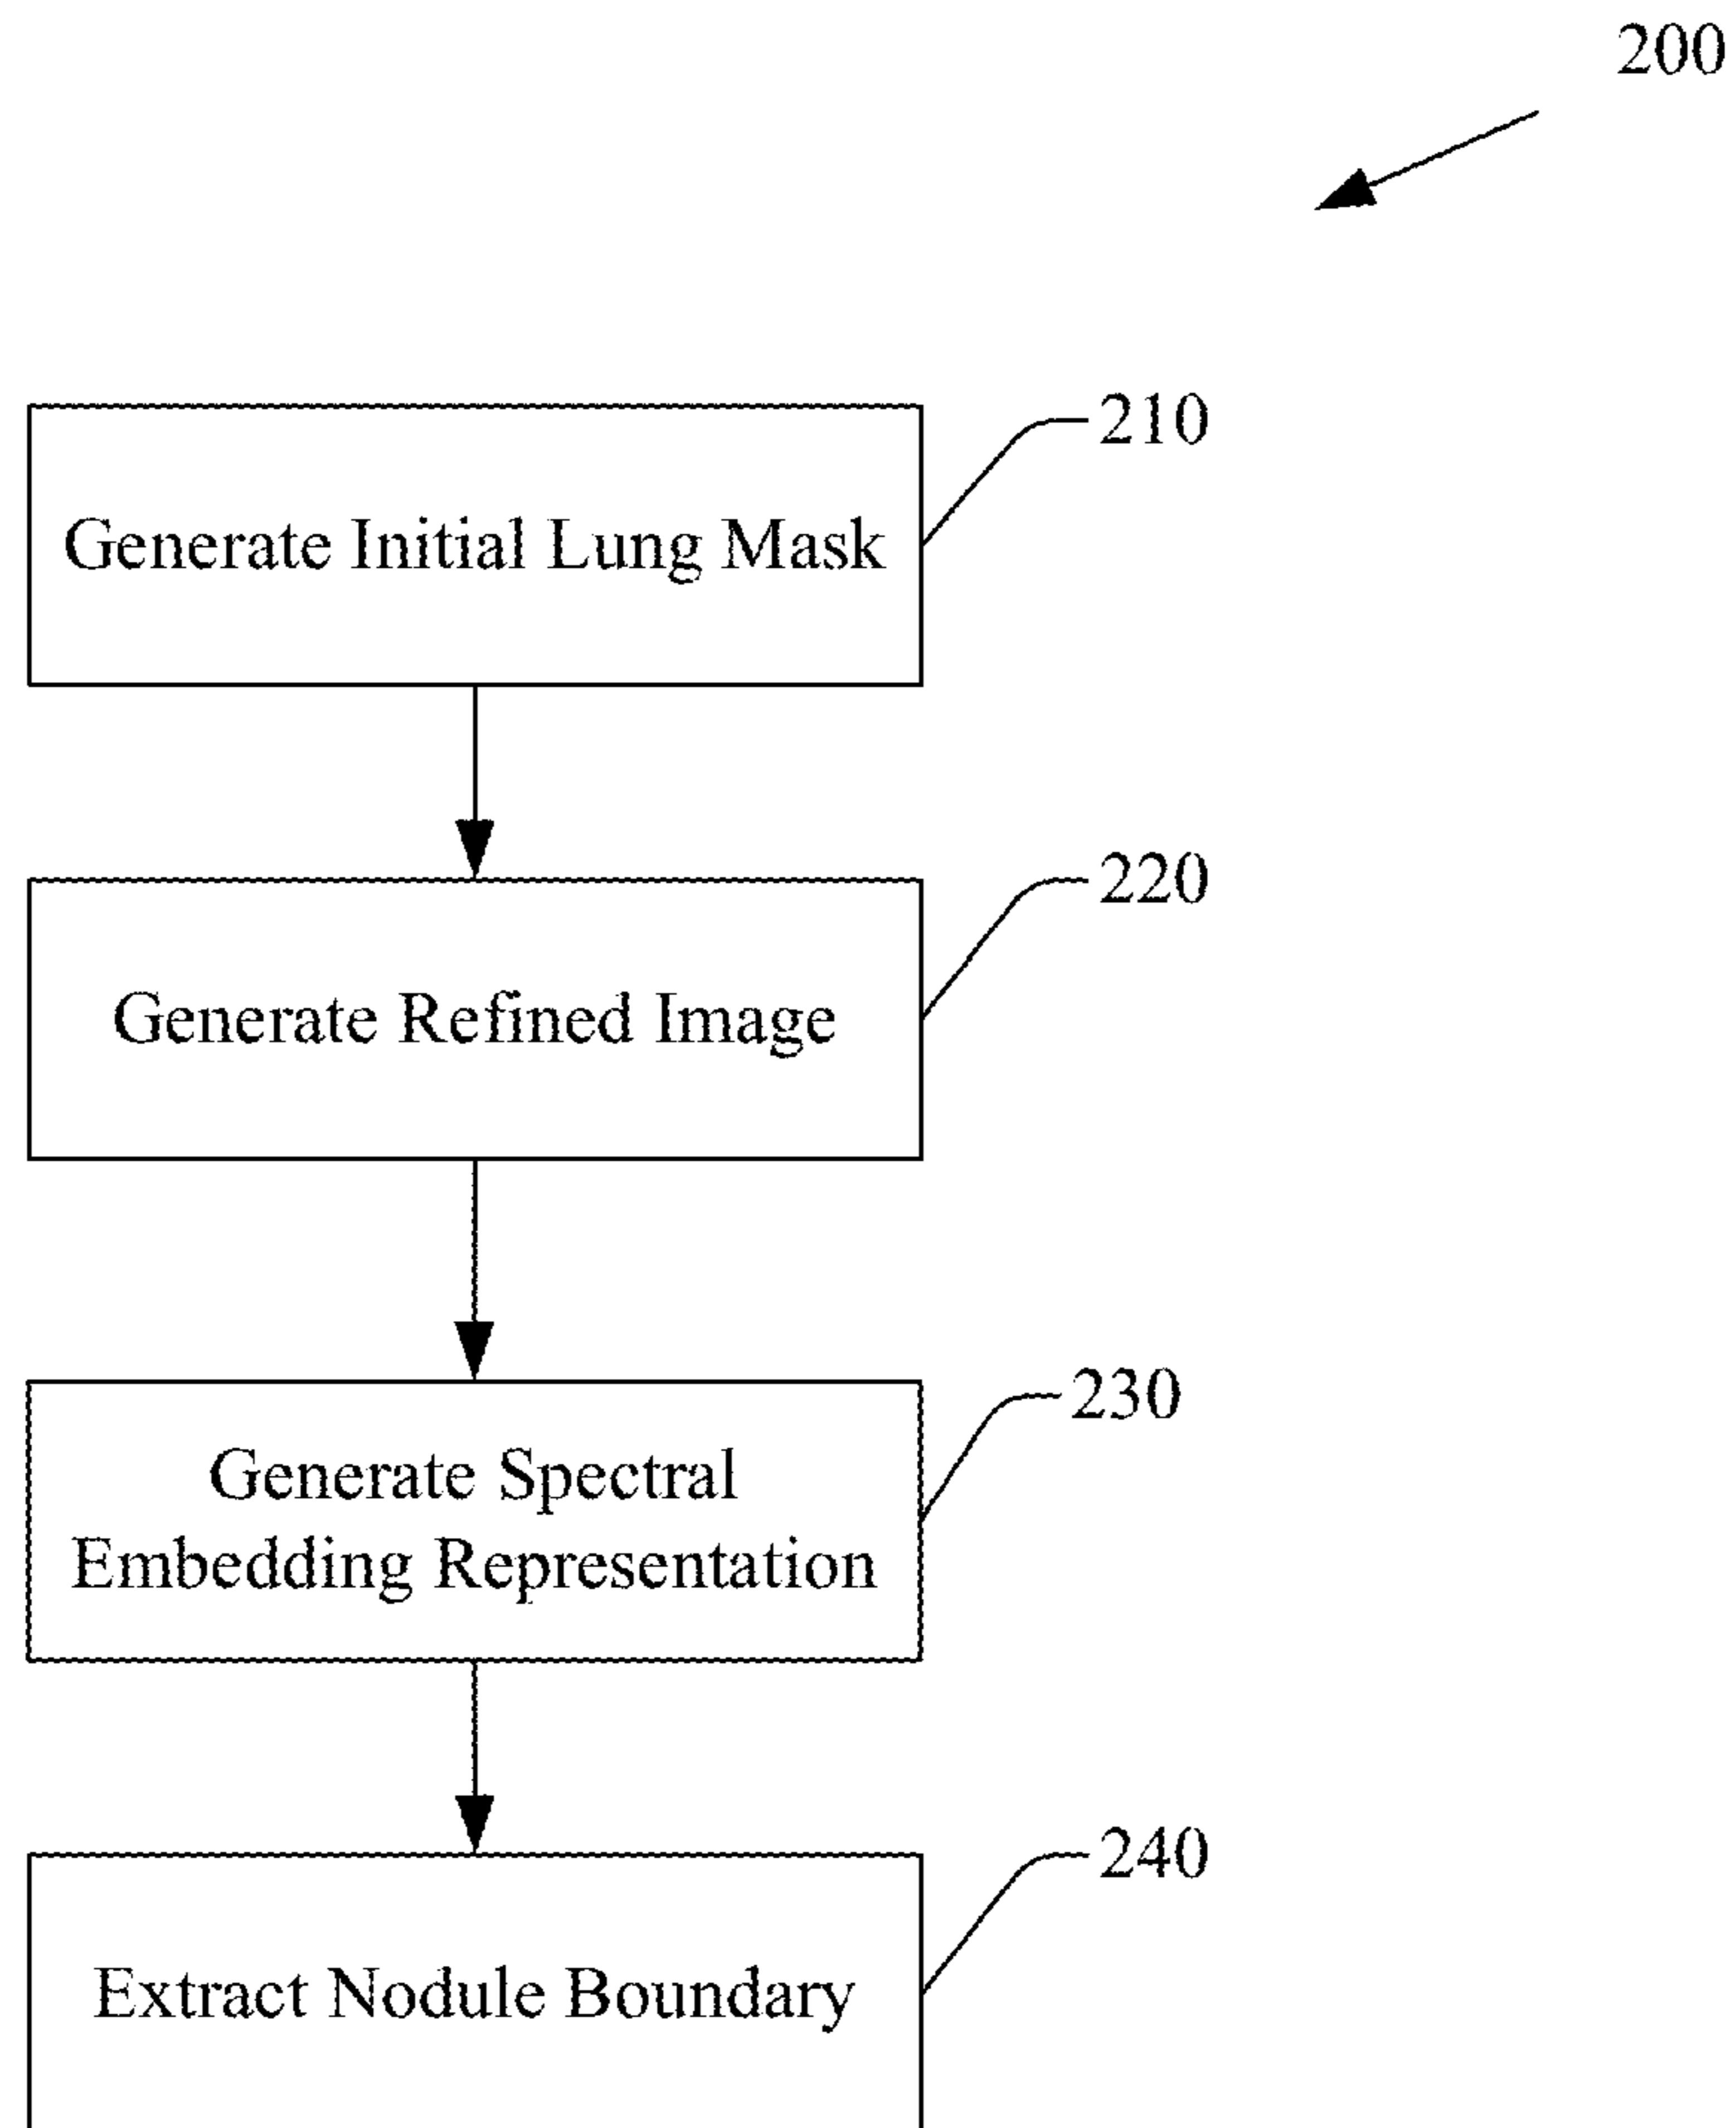 200
210
Generate Initial Lung Mask
220
Generate Refined Image
230
Generate Spectral
Embedding Representation
240
Extract Nodule Boundary